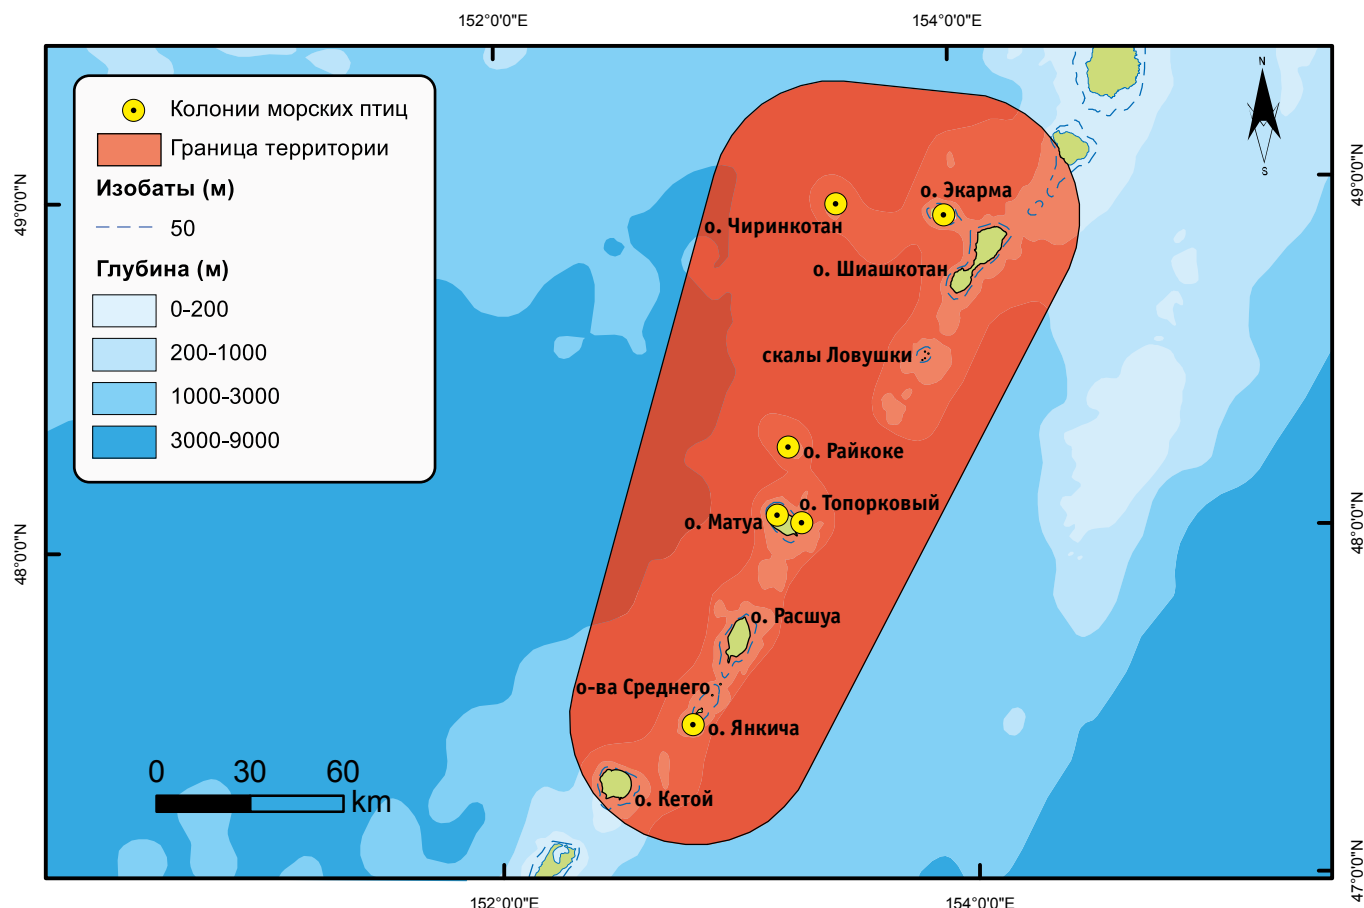 152°0'0"E
154°0'0"E
Колонии морских птиц
Граница территории
Изобаты (м)
50
Глубина (м)
0-200
200-1000
1000-3000
3000-9000
N
S
49°0'0"N
49°0'0"N
о. Экарма
о. Чиринкотан
о. Шиашкотан
скалы Ловушки
о. Райкоке
о. Топорковый
о. Матуа
48°0'0"N
48°0'0"N
о. Расшуа
о-ва Среднего
о. Янкича
о. Кетой
0 30 60
km
47°0'0"N
152°0'0"E
154°0'0"E